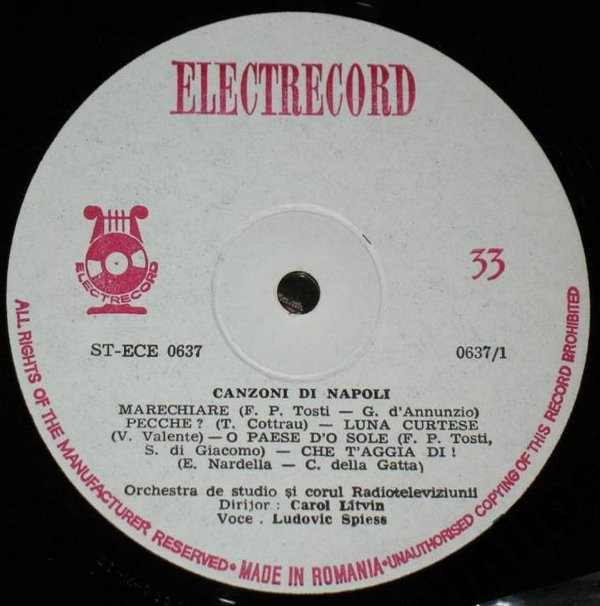 ELECTRECORD
ELECTRECORD
33
ST-ECE 0637
0637/1
CANZONI DI NAPOLI
MARECHIARE (F. P. Tosti — G. d'Annunzio)
PECCHE? (T. Cottrau) — LUNA CURTESE
(V. Valente) — O PAESE D'O SOLE (F. P. Tosti,
S. di Giacomo) — CHE T'AGGIA DI!
(E. Nardella — C. della Gatta)
Orchestra de studio și corul Radioteleviziunii
Dirijor: Carol Litvin
Voce. Ludovic Spiess
ALL RIGHTS OF THE MANUFACTURER RESERVED • MADE IN ROMANIA • UNAUTHORISED COPYING OF THIS RECORD BROHIBITED